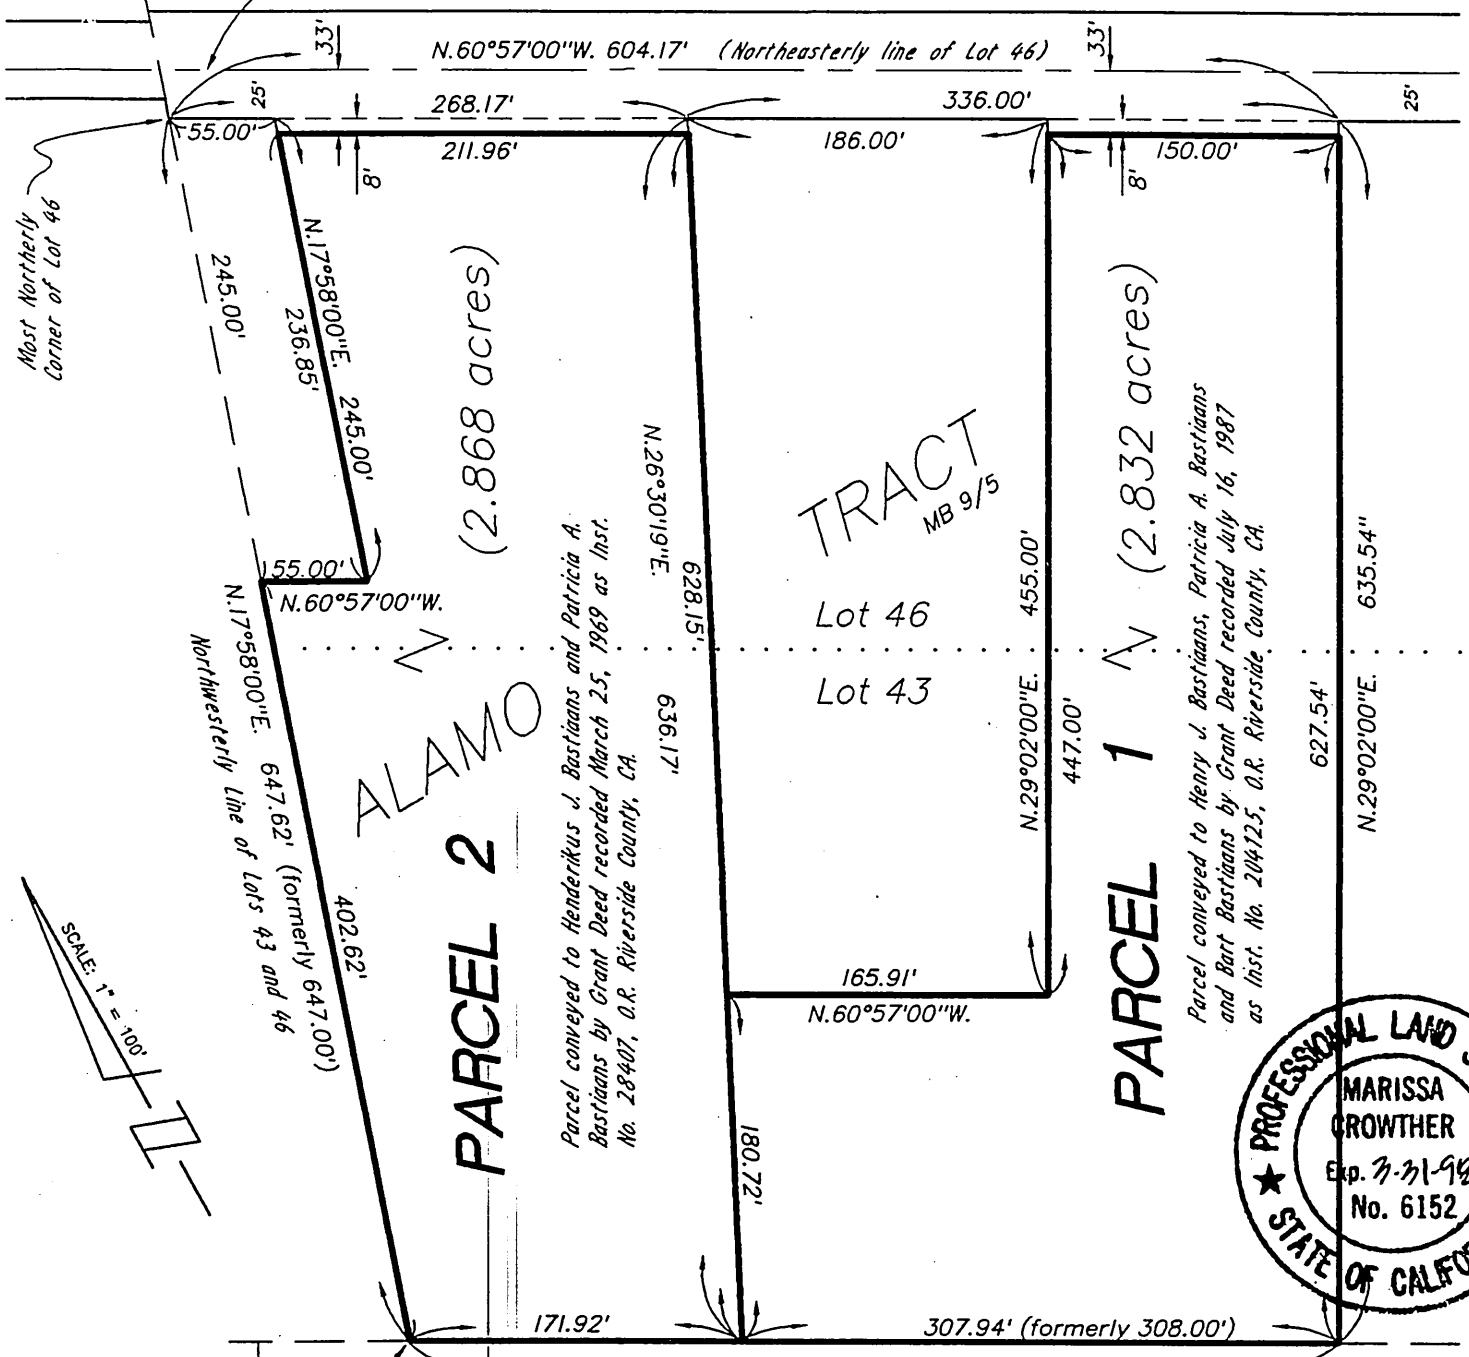 33'
N.60°57'00"W. 604.17' (Northeasterly line of Lot 46)
33'
25'
268.17'
336.00'
25'
55.00'
211.96'
8'
186.00'
150.00'
8'
Most Northerly
Corner of Lot 46
245.00'
N.17°58'00"E. 245.00'
236.85'
(2.868 acres)
N.26°30'19"E. 636.17'
628.15'
TRACT
MB 9/5
Lot 46
Lot 43
455.00'
N.29°02'00"E.
447.00'
(2.832 acres)
PARCEL 1
Parcel conveyed to Henry J. Bastiaans, Patricia A. Bastiaans
and Bart Bastiaans by Grant Deed recorded July 16, 1987
as Inst. No. 204125, O.R. Riverside County, CA.
635.54"
627.54'
N.29°02'00"E.
55.00'
N.60°57'00"W.
N.17°58'00"E. 647.62' (formerly 647.00')
Northwesterly Line of Lots 43 and 46
402.62'
ALAMO
PARCEL 2
Parcel conveyed to Henderikus J. Bastiaans and Patricia A.
Bastiaans by Grant Deed recorded March 25, 1969 as Inst.
No. 28407, O.R. Riverside County, CA.
165.91'
N.60°57'00"W.
180.72'
SCALE: 1" = 100'
171.92'
307.94' (formerly 308.00')
PROFESSIONAL LAND
MARISSA
CROWTHER
Exp. 3-31-98
No. 6152
STATE OF CALIFO